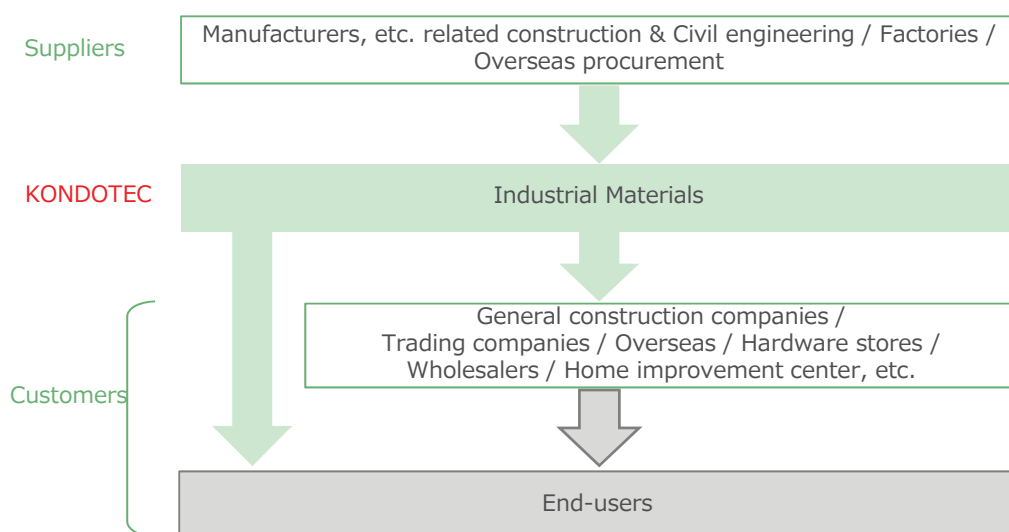 Suppliers
Manufacturers, etc. related construction & Civil engineering / Factories /
Overseas procurement
KONDOTEC
Industrial Materials
General construction companies /
Trading companies / Overseas / Hardware stores /
Wholesalers / Home improvement center, etc.
Customers
End-users